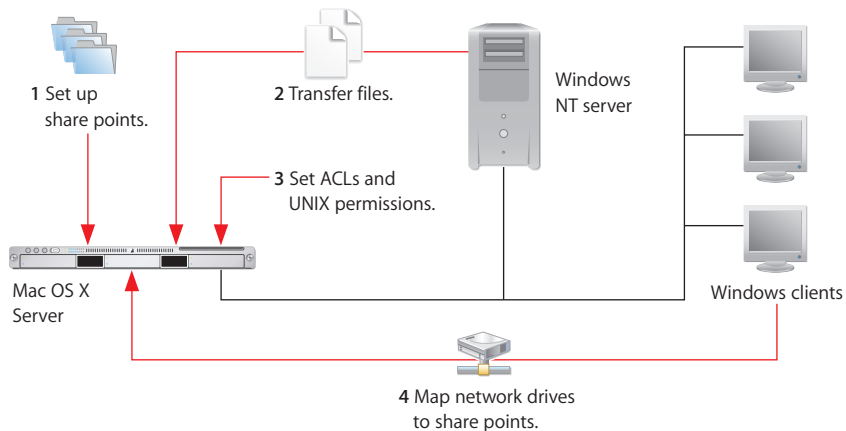 1 Set up
share points.
2 Transfer files.
Windows
NT server
3 Set ACLs and
UNIX permissions.
Mac OS X
Server
Windows clients
4 Map network drives
to share points.